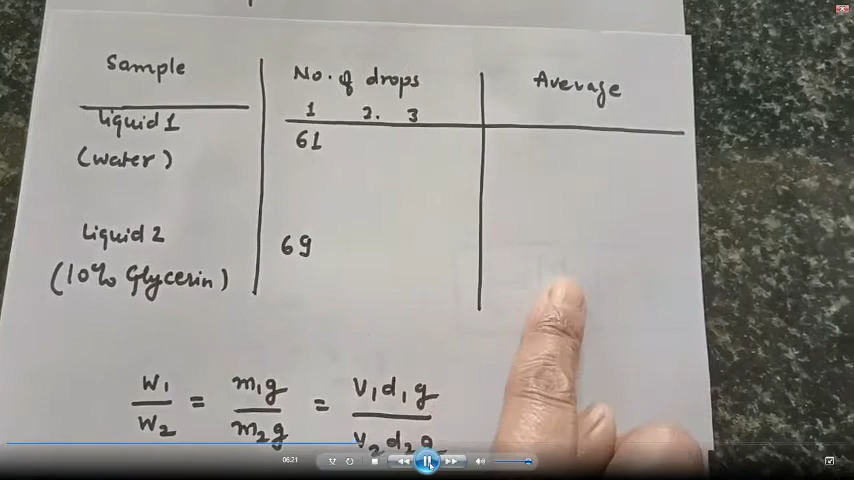 Sample No. of drops Average
1 2. 3
Liquid 1 61
(water)
Liquid 2 69
(10% Glycerin)
W1 = m1g = V1d1g
W2 m2g V2d2g
06:21